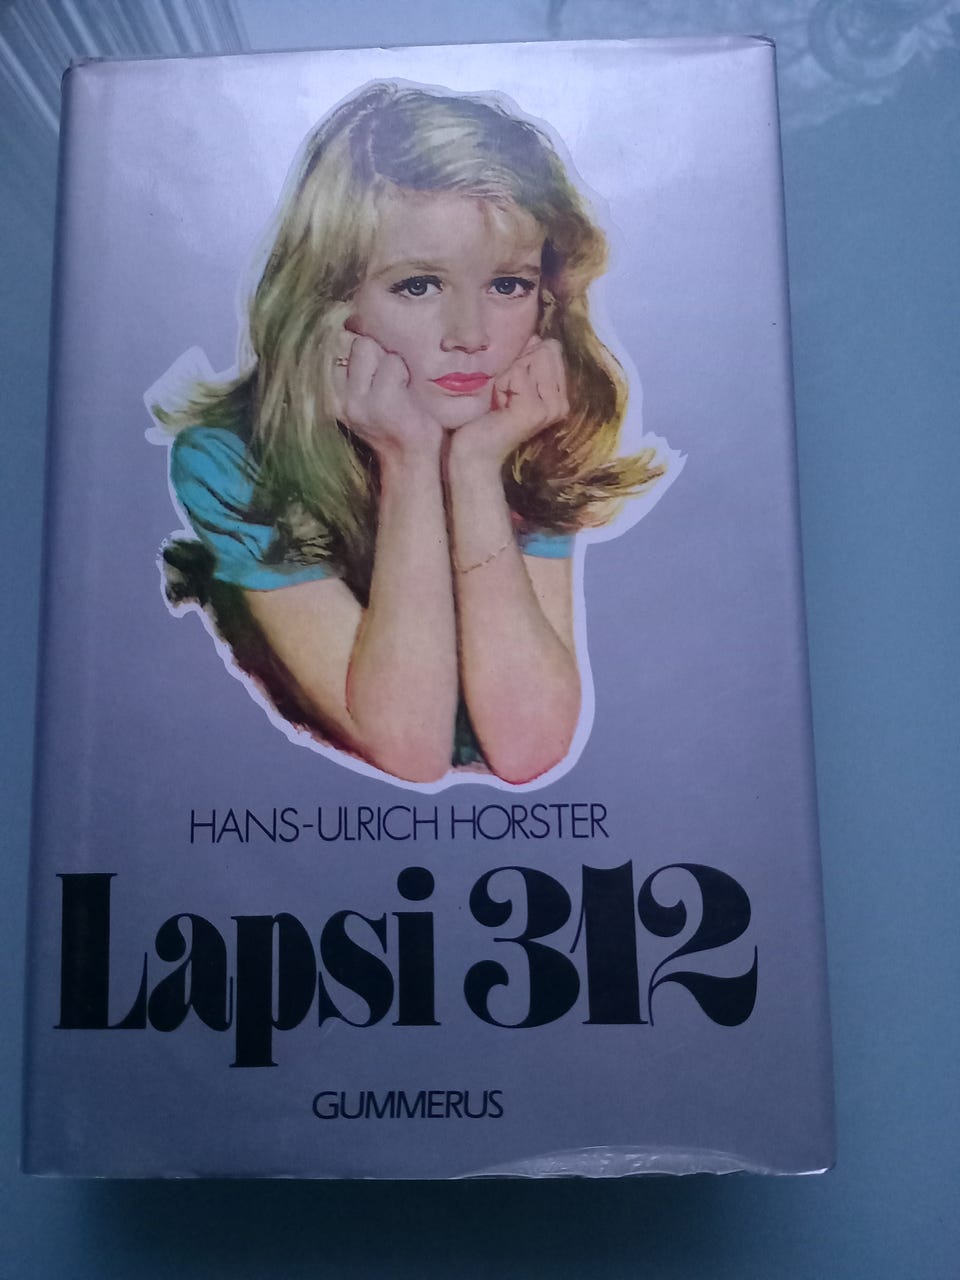 HANS-ULRICH HORSTER
Lapsi 312
GUMMERUS